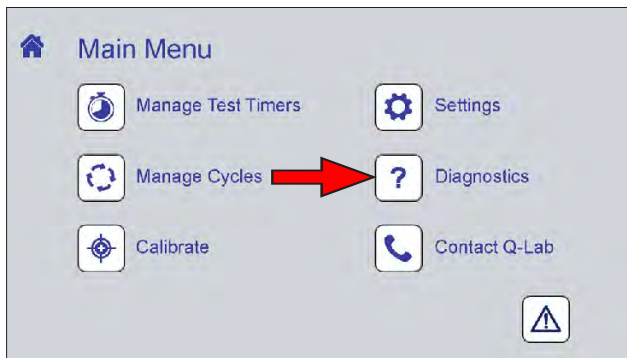 Main Menu
Manage Test Timers
Settings
Manage Cycles
?
Diagnostics
Calibrate
Contact Q-Lab